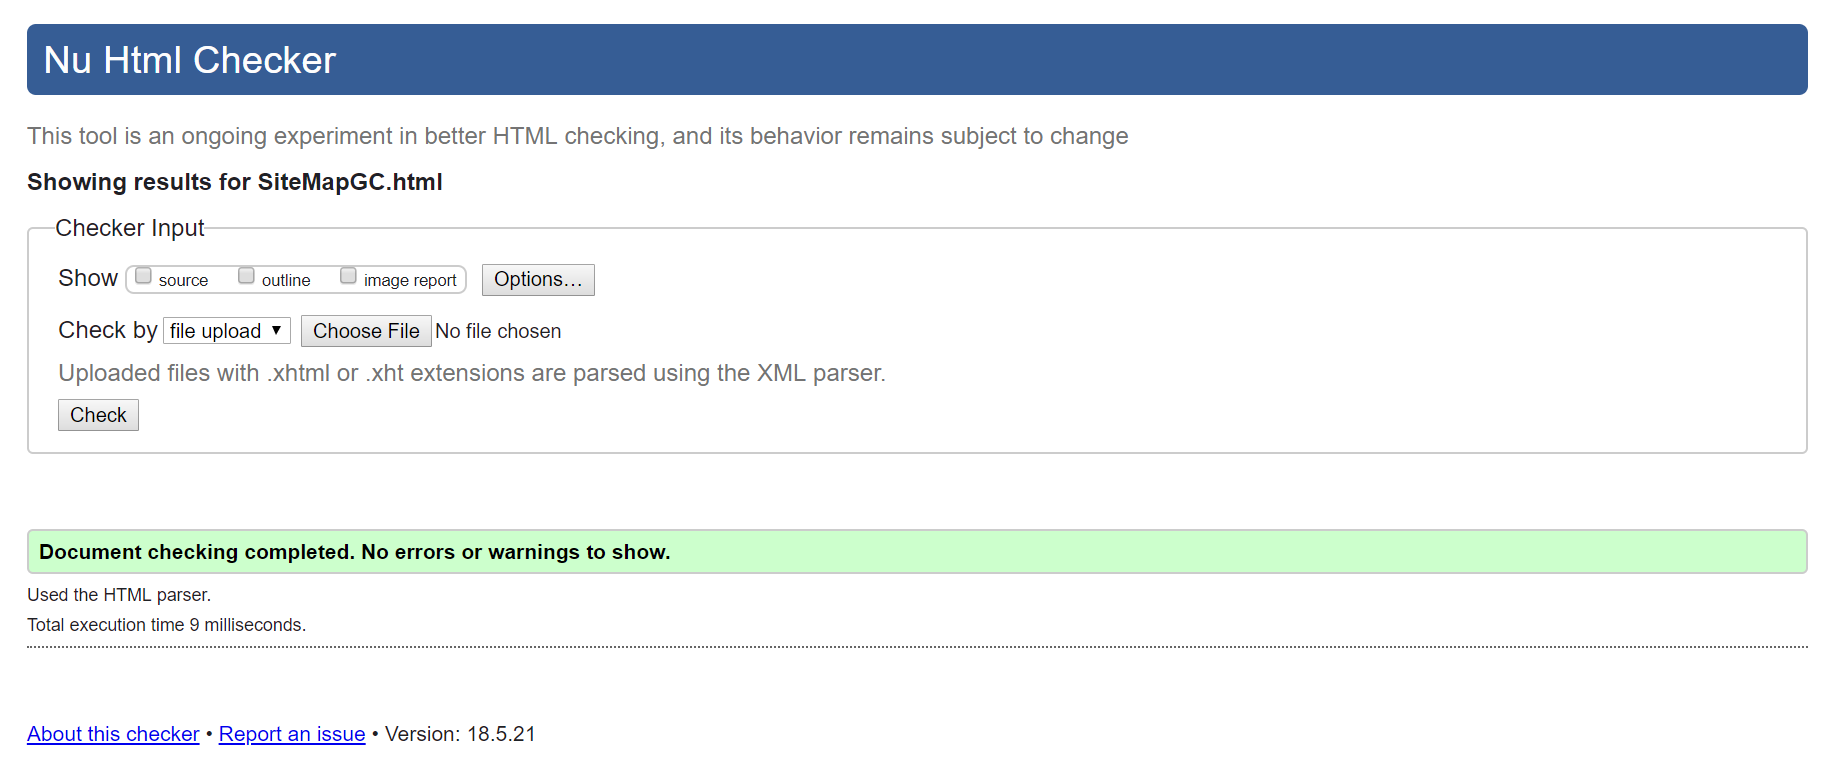 Nu Html Checker
This tool is an ongoing experiment in better HTML checking, and its behavior remains subject to change
Showing results for SiteMapGC.html
Checker Input
Show source outline image report Options…
Check by file upload Choose File No file chosen
Uploaded files with .xhtml or .xht extensions are parsed using the XML parser.
Check
Document checking completed. No errors or warnings to show.
Used the HTML parser.
Total execution time 9 milliseconds.
About this checker • Report an issue • Version: 18.5.21